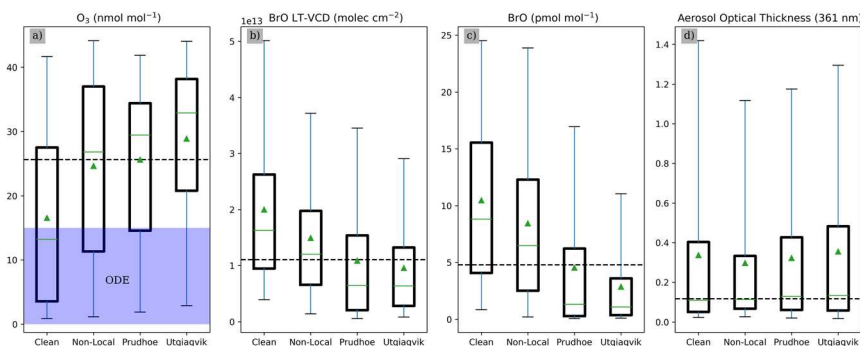 O₃ (nmol mol⁻¹)
a)
40
30
20
10
0
ODE
Clean Non-Local Prudhoe Utqiagvik
BrO LT-VCD (molec cm⁻²)
1e13
b)
5
4
3
2
1
0
Clean Non-Local Prudhoe Utqiagvik
BrO (pmol mol⁻¹)
c)
25
20
15
10
5
0
Clean Non-Local Prudhoe Utqiagvik
Aerosol Optical Thickness (361 nm)
d)
1.4
1.2
1.0
0.8
0.6
0.4
0.2
0.0
Clean Non-Local Prudhoe Utqiagvik